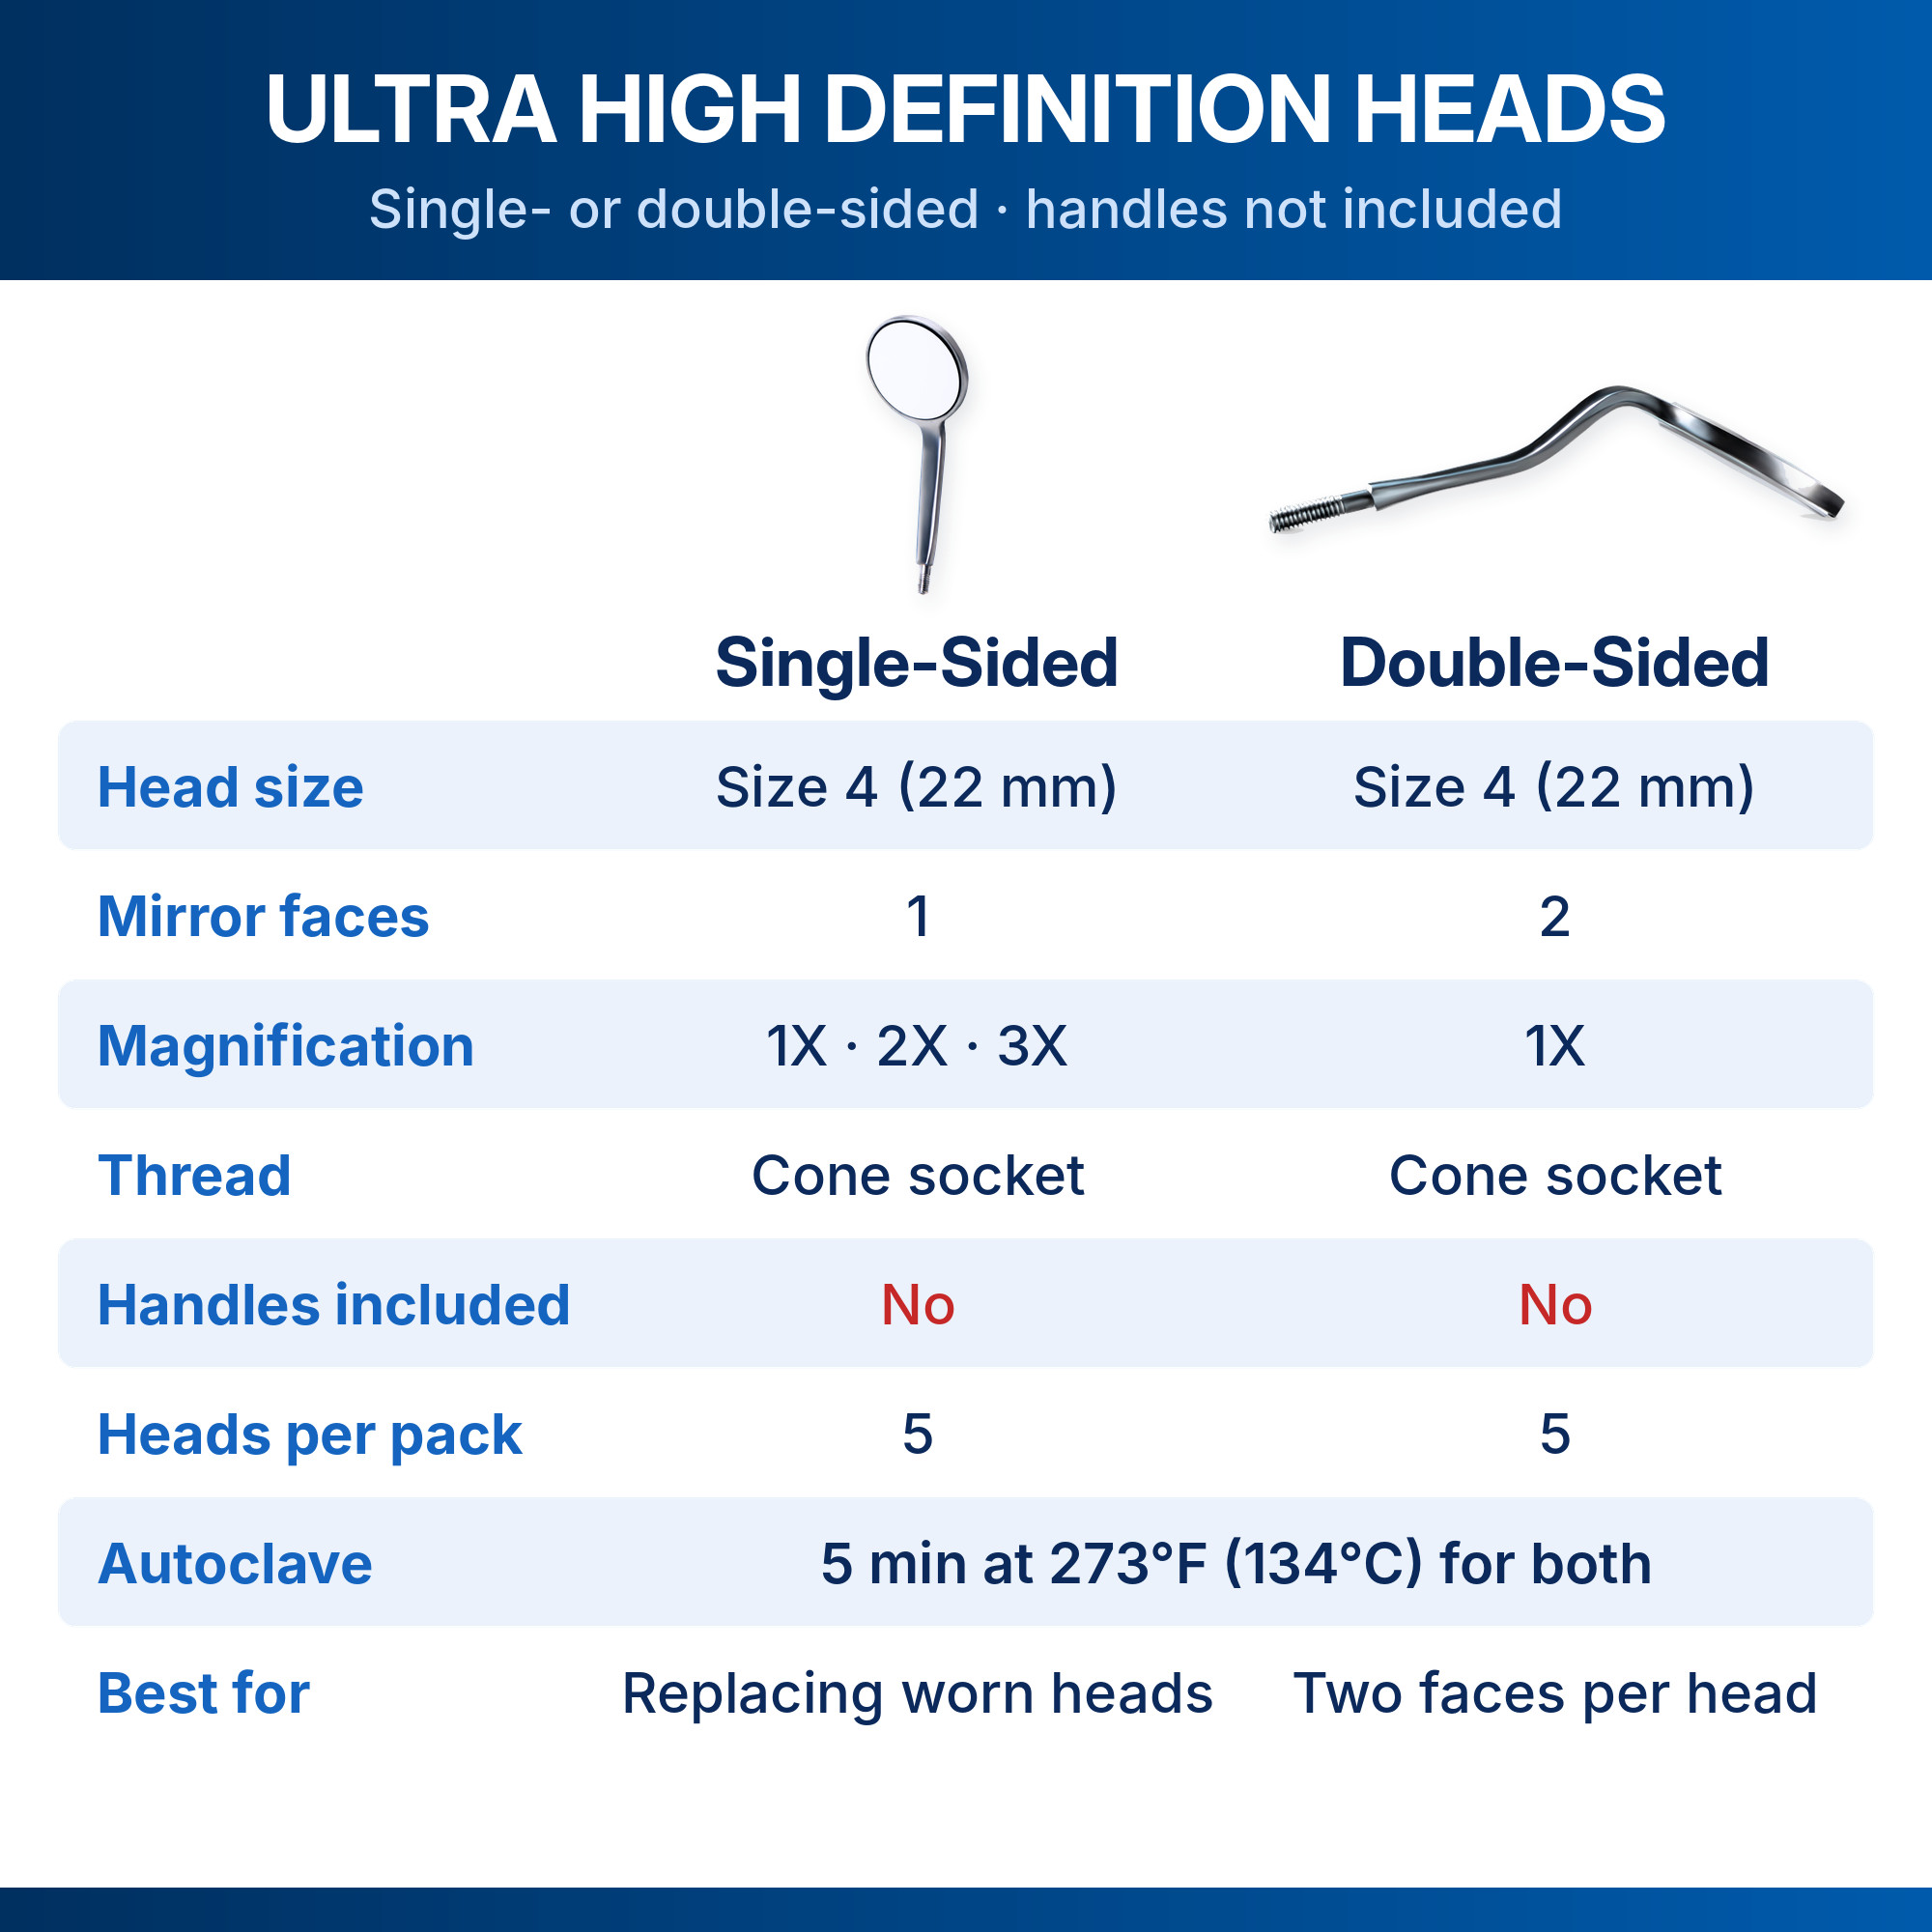 ULTRA HIGH DEFINITION HEADS
Single- or double-sided · handles not included
Single-Sided Double-Sided
Head size Size 4 (22 mm) Size 4 (22 mm)
Mirror faces 1 2
Magnification 1X · 2X · 3X 1X
Thread Cone socket Cone socket
Handles included No No
Heads per pack 5 5
Autoclave 5 min at 273°F (134°C) for both
Best for Replacing worn heads Two faces per head